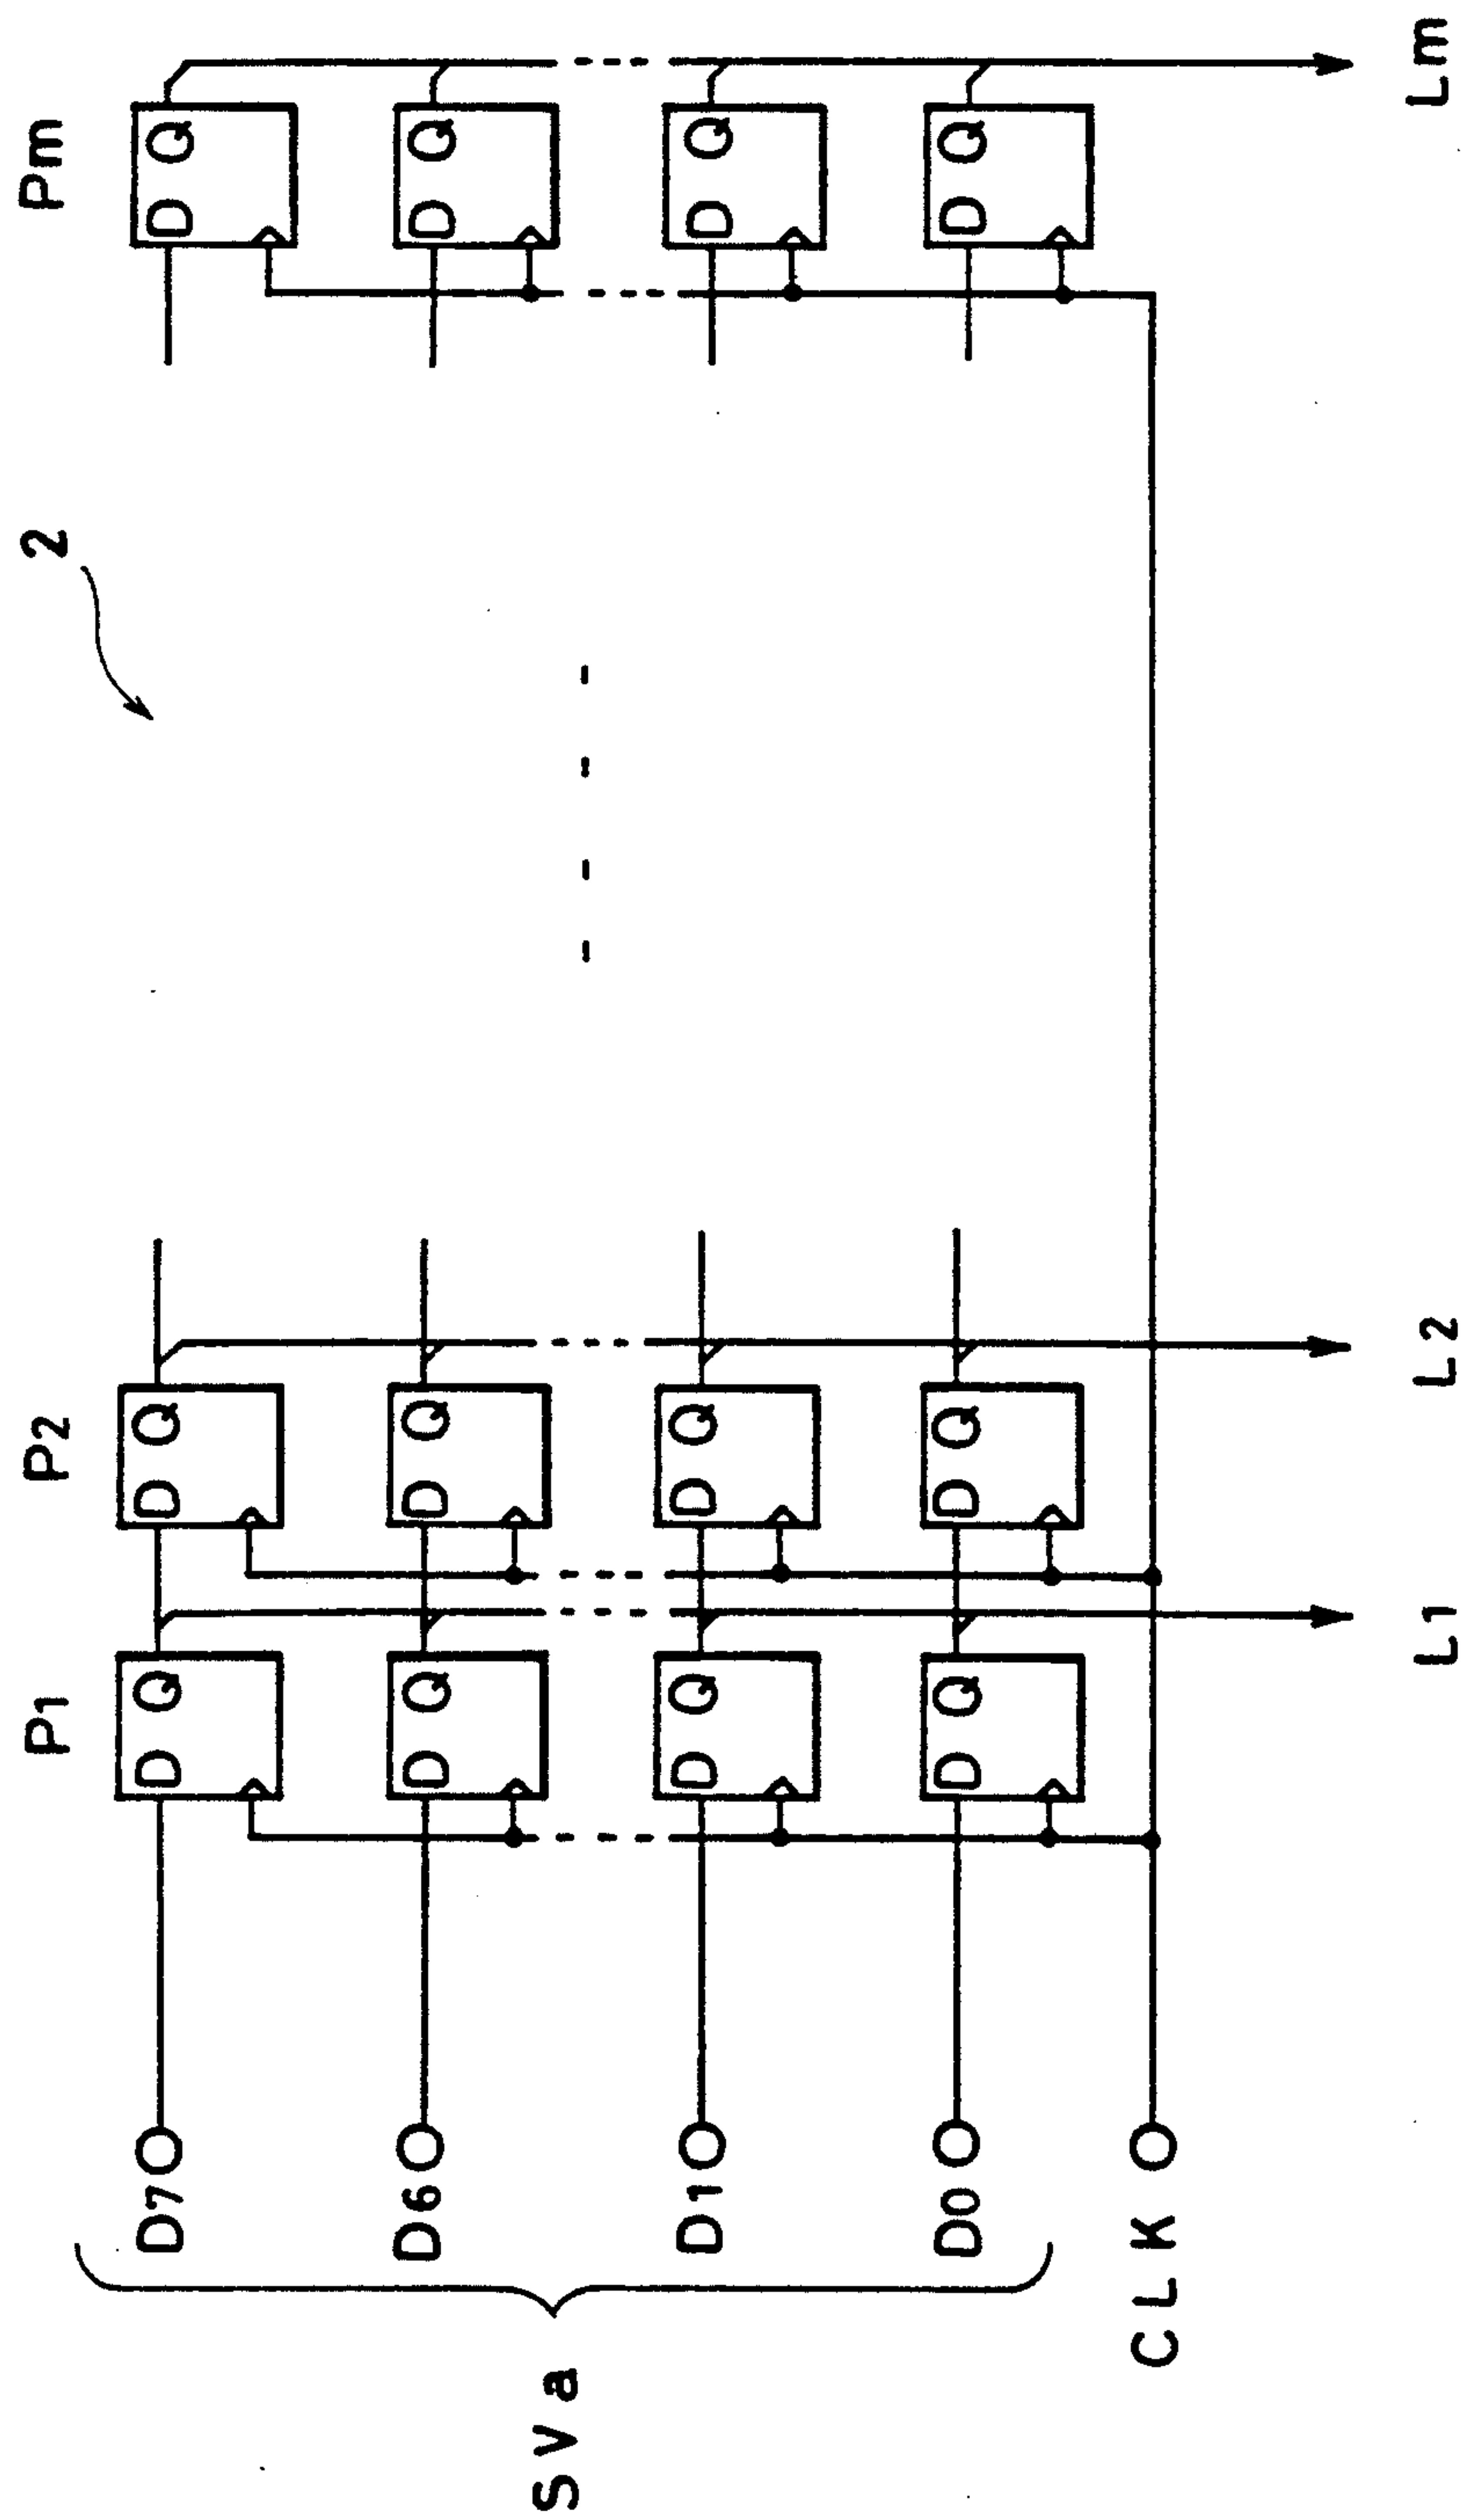 P1 P2 2 Pm
D7 D Q D Q D Q
D6 D Q D Q D Q
SVa
D1 D Q D Q D Q
D0 D Q D Q D Q
CLK
L1 L2 Lm